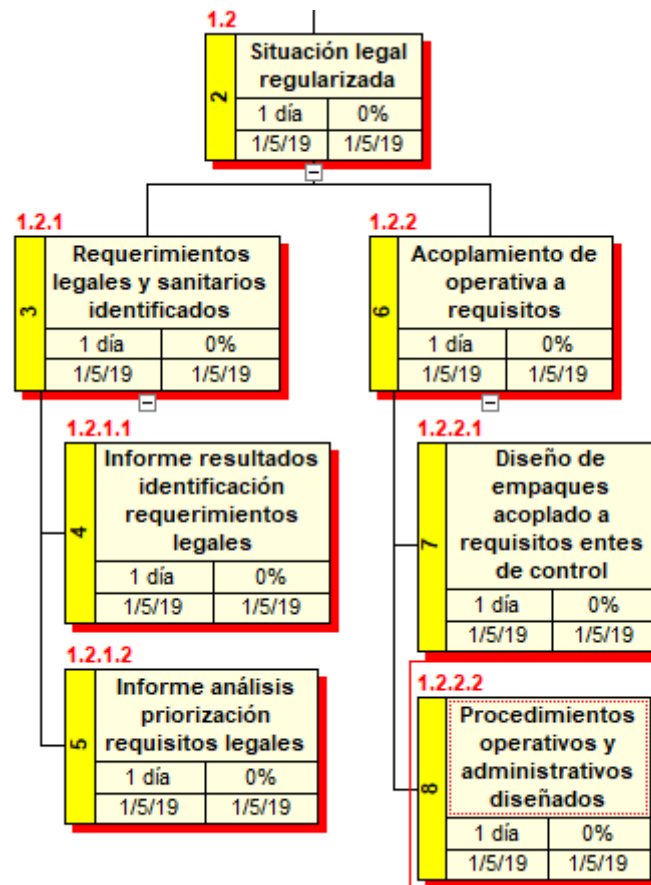 1.2
2
Situación legal
regularizada
1 día 0%
1/5/19 1/5/19
1.2.1
3
Requerimientos
legales y sanitarios
identificados
1 día 0%
1/5/19 1/5/19
1.2.1.1
4
Informe resultados
identificación
requerimientos
legales
1 día 0%
1/5/19 1/5/19
1.2.1.2
5
Informe análisis
priorización
requisitos legales
1 día 0%
1/5/19 1/5/19
1.2.2
6
Acoplamiento de
operativa a
requisitos
1 día 0%
1/5/19 1/5/19
1.2.2.1
7
Diseño de
empaques
acoplado a
requisitos entes
de control
1 día 0%
1/5/19 1/5/19
1.2.2.2
8
Procedimientos
operativos y
administrativos
diseñados
1 día 0%
1/5/19 1/5/19